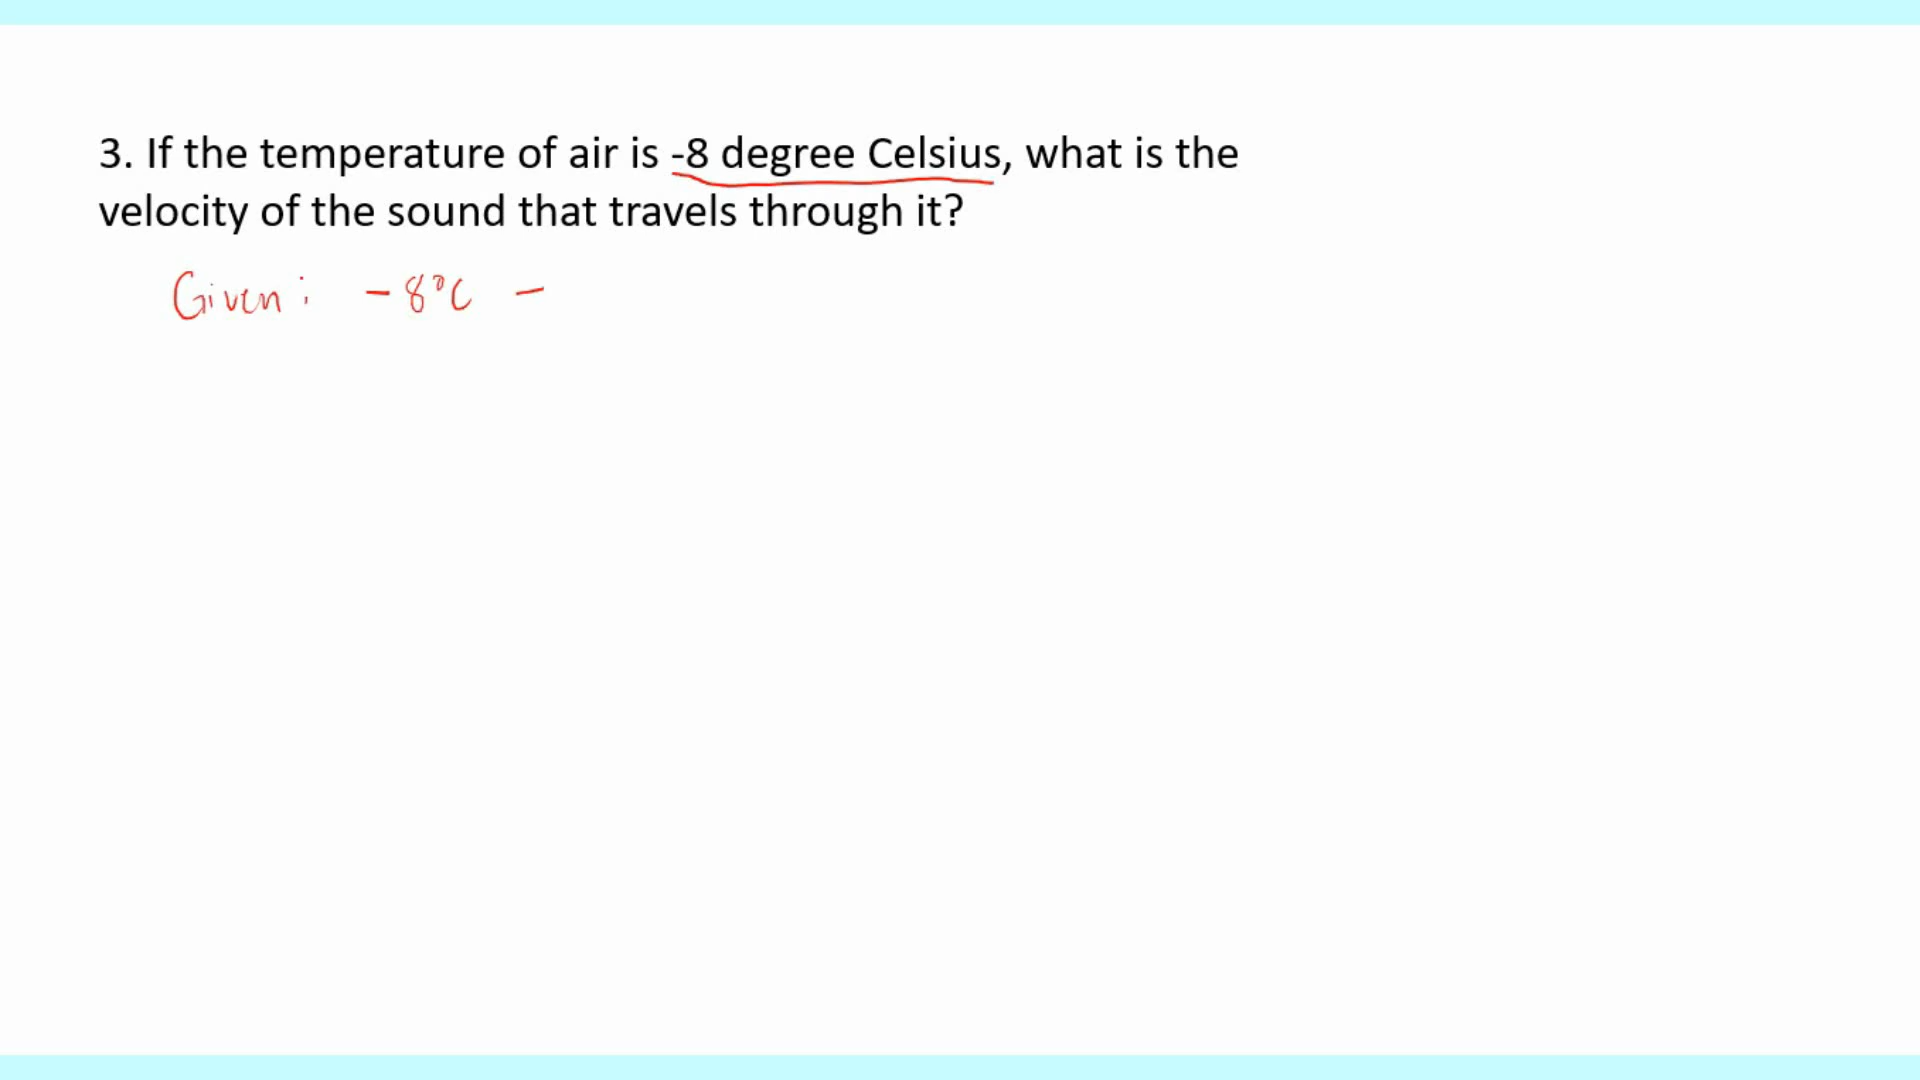 3. If the temperature of air is -8 degree Celsius, what is the
velocity of the sound that travels through it?
Given: -8°C -